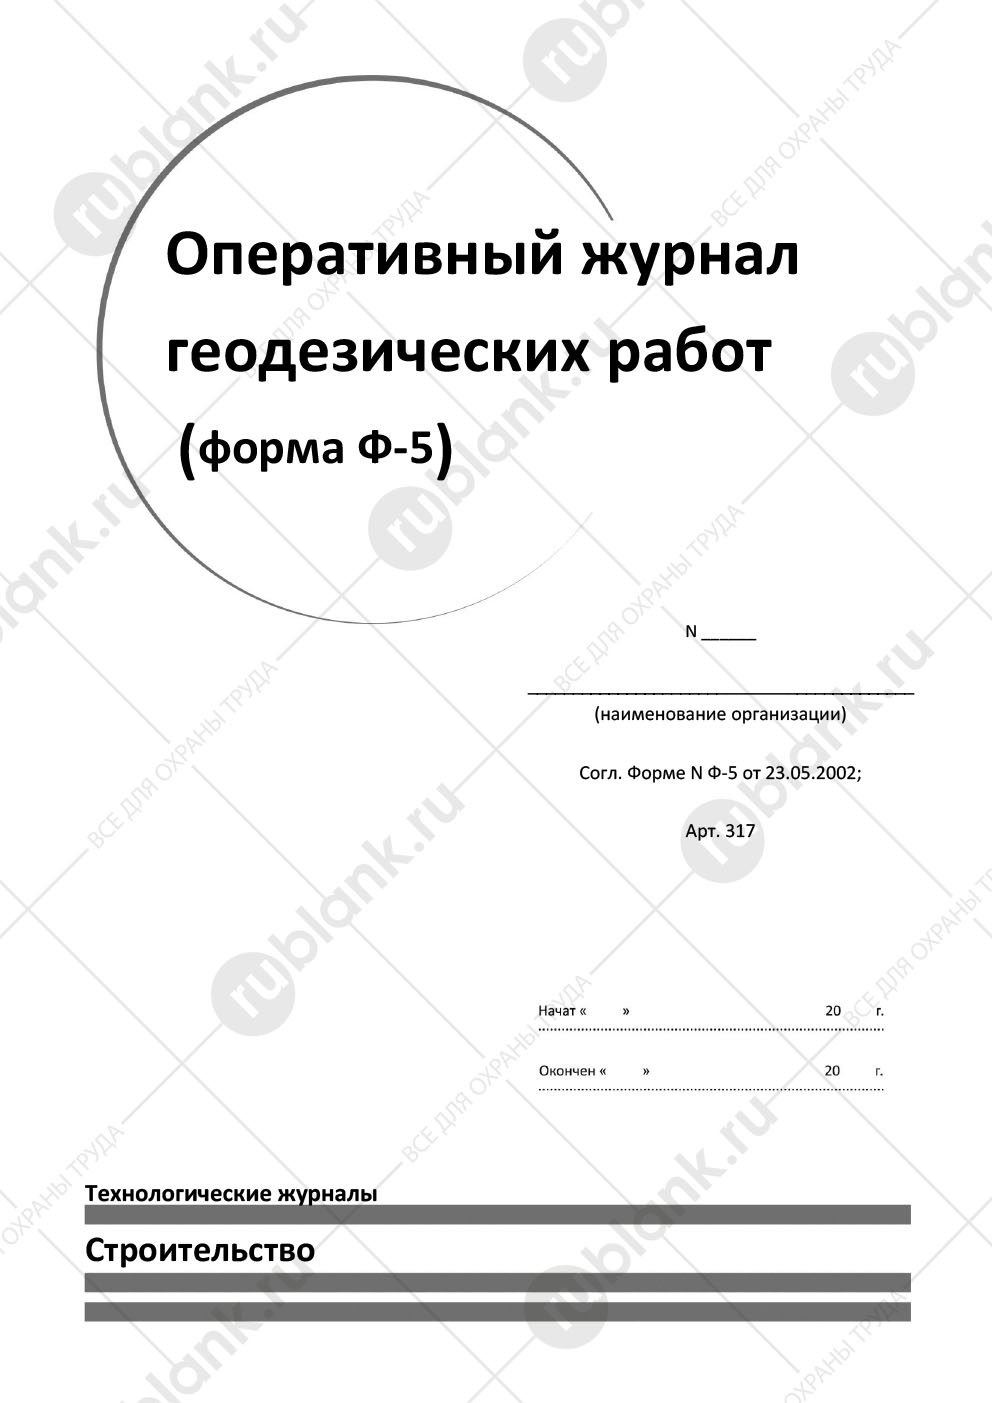 Оперативный журнал
геодезических работ
(форма Ф-5)
N ______
(наименование организации)
Согл. Форме N Ф-5 от 23.05.2002;
Арт. 317
Начат « » 20 г.
Окончен « » 20 г.
Технологические журналы
Строительство
rublank.ru
ВСЕ ДЛЯ ОХРАНЫ ТРУДА